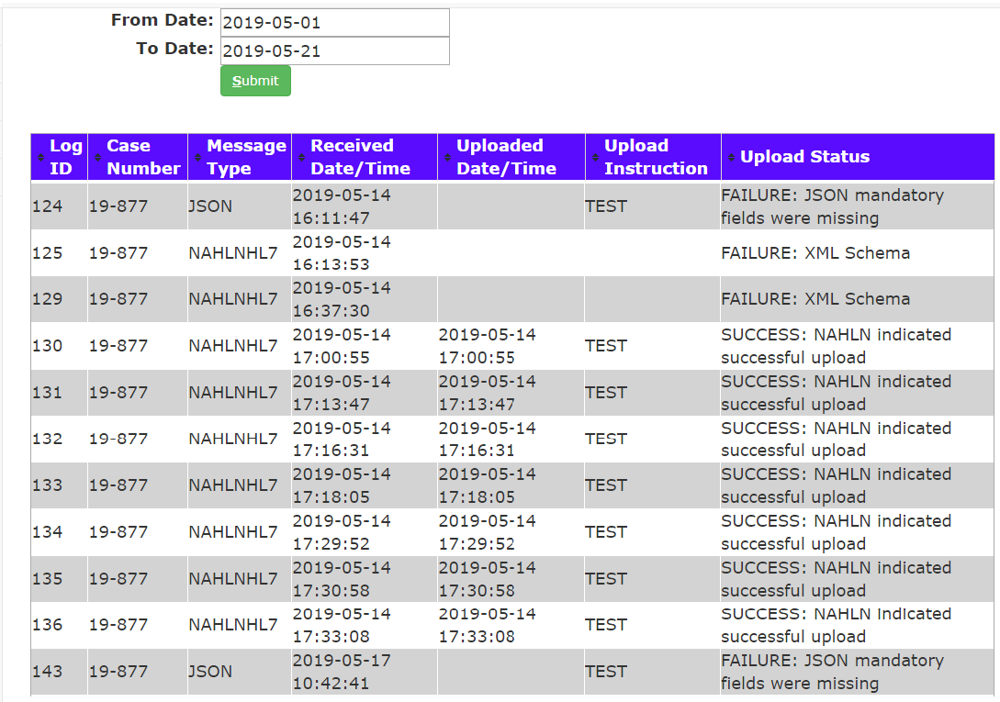 From Date: 2019-05-01
To Date: 2019-05-21
Submit
Log ID Case Number Message Type Received Date/Time Uploaded Date/Time Upload Instruction Upload Status
124 19-877 JSON 2019-05-14 16:11:47 TEST FAILURE: JSON mandatory fields were missing
125 19-877 NAHLNHL7 2019-05-14 16:13:53 FAILURE: XML Schema
129 19-877 NAHLNHL7 2019-05-14 16:37:30 FAILURE: XML Schema
130 19-877 NAHLNHL7 2019-05-14 17:00:55 2019-05-14 17:00:55 TEST SUCCESS: NAHLN indicated successful upload
131 19-877 NAHLNHL7 2019-05-14 17:13:47 2019-05-14 17:13:47 TEST SUCCESS: NAHLN indicated successful upload
132 19-877 NAHLNHL7 2019-05-14 17:16:31 2019-05-14 17:16:31 TEST SUCCESS: NAHLN indicated successful upload
133 19-877 NAHLNHL7 2019-05-14 17:18:05 2019-05-14 17:18:05 TEST SUCCESS: NAHLN indicated successful upload
134 19-877 NAHLNHL7 2019-05-14 17:29:52 2019-05-14 17:29:52 TEST SUCCESS: NAHLN indicated successful upload
135 19-877 NAHLNHL7 2019-05-14 17:30:58 2019-05-14 17:30:58 TEST SUCCESS: NAHLN indicated successful upload
136 19-877 NAHLNHL7 2019-05-14 17:33:08 2019-05-14 17:33:08 TEST SUCCESS: NAHLN indicated successful upload
143 19-877 JSON 2019-05-17 10:42:41 TEST FAILURE: JSON mandatory fields were missing